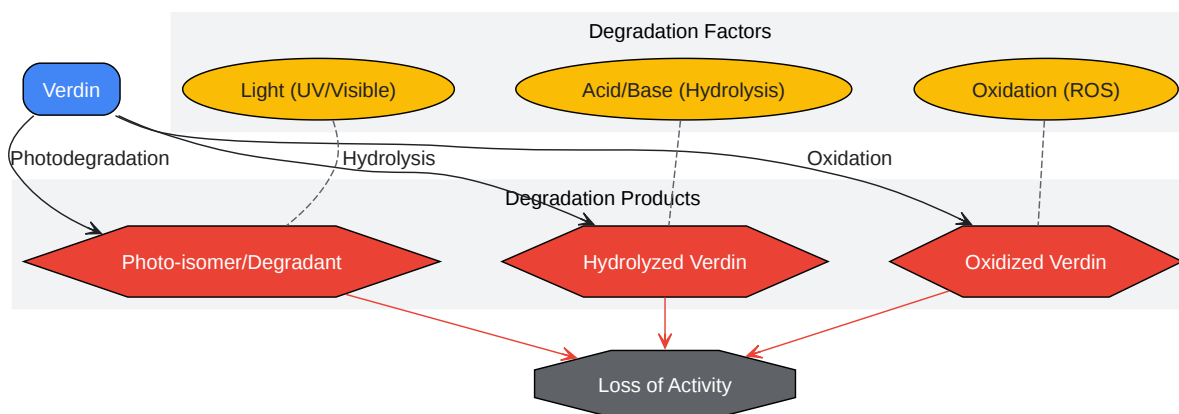 Degradation Factors
Verdin
Light (UV/Visible)
Acid/Base (Hydrolysis)
Oxidation (ROS)
Photodegradation
Hydrolysis
Oxidation
Degradation Products
Photo-isomer/Degradant
Hydrolyzed Verdin
Oxidized Verdin
Loss of Activity